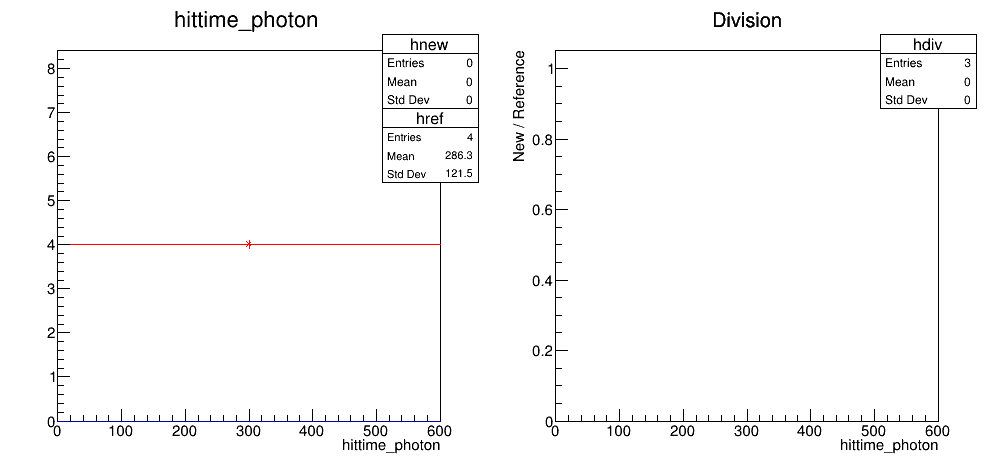 hittime_photon
hnew
Entries 0
Mean 0
Std Dev 0
href
Entries 4
Mean 286.3
Std Dev 121.5
8
7
6
5
4
3
2
1
0
0 100 200 300 400 500 600
hittime_photon
Division
hdiv
Entries 3
Mean 0
Std Dev 0
New / Reference
1
0.8
0.6
0.4
0.2
0
0 100 200 300 400 500 600
hittime_photon